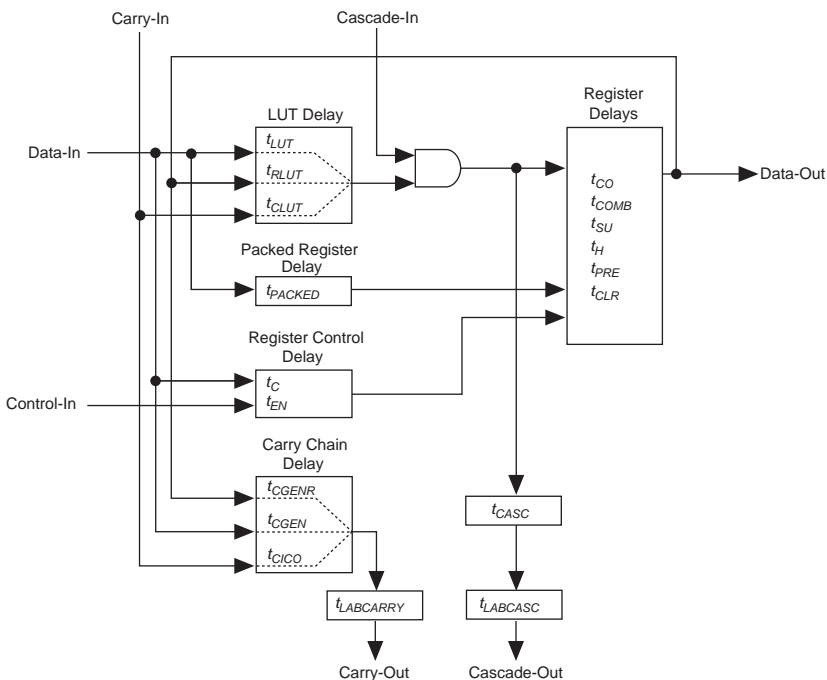 Carry-In
Cascade-In
LUT Delay
Register
Delays
Data-In
tLUT
tRLUT
tCLUT
Data-Out
tCO
tCOMB
tSU
tH
tPRE
tCLR
Packed Register
Delay
tPACKED
Register Control
Delay
tC
tEN
Control-In
Carry Chain
Delay
tCGENR
tCGEN
tCICO
tCASC
tLABCARRY
tLABCASC
Carry-Out
Cascade-Out